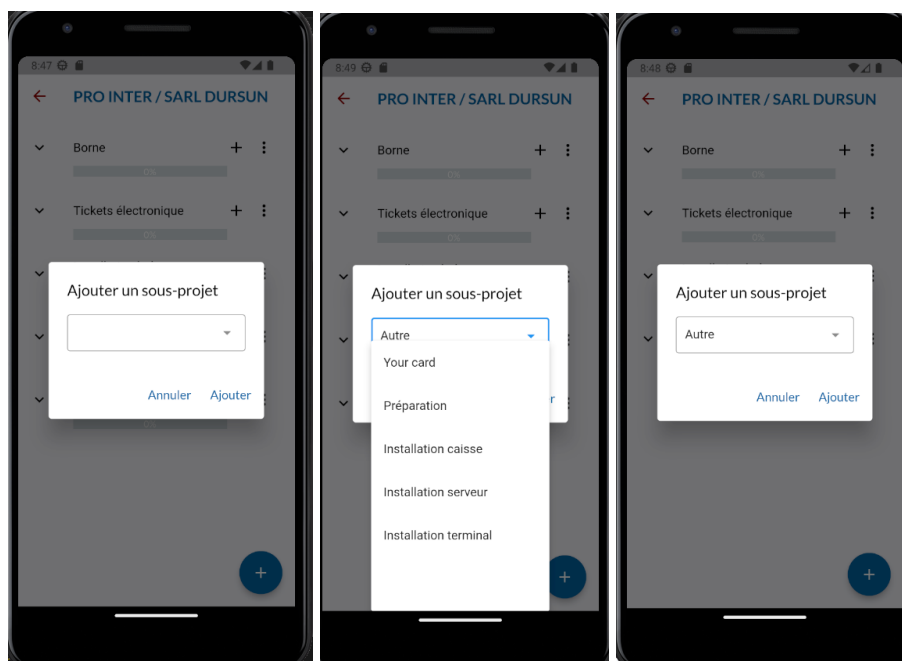 8:47
PRO INTER / SARL DURSUN
Borne
0%
Tickets électronique
0%
Ajouter un sous-projet
Annuler Ajouter
0%
8:49
PRO INTER / SARL DURSUN
Borne
0%
Tickets électronique
0%
Ajouter un sous-projet
Autre
Your card
Préparation
Installation caisse
Installation serveur
Installation terminal
r
8:48
PRO INTER / SARL DURSUN
Borne
0%
Tickets électronique
0%
Ajouter un sous-projet
Autre
Annuler Ajouter